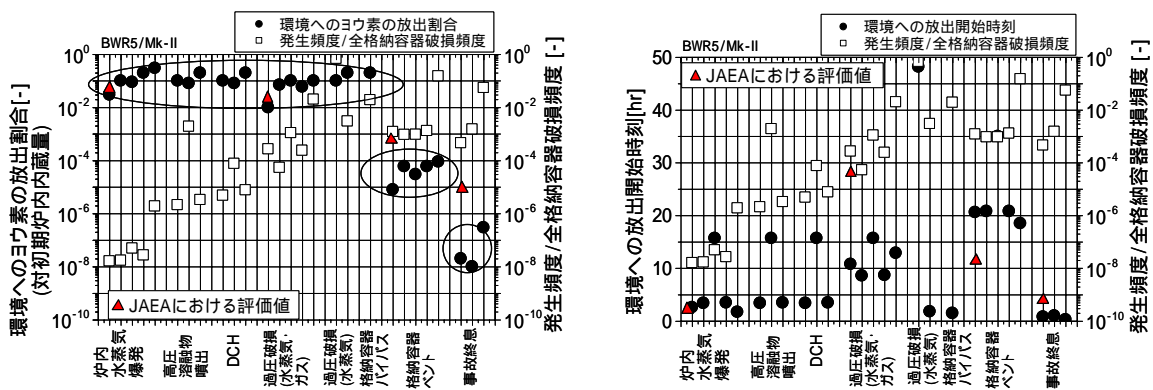 環境へのヨウ素の放出割合
発生頻度/全格納容器破損頻度 [-]
BWR5/Mk-II
環境へのヨウ素の放出割合[-]
(対初期炉内内蔵量)
10⁰
10⁻²
10⁻⁴
10⁻⁶
10⁻⁸
10⁻¹⁰
10⁰
10⁻²
10⁻⁴
10⁻⁶
10⁻⁸
10⁻¹⁰
発生頻度/全格納容器破損頻度 [-]
JAEAにおける評価値
炉内
水蒸気
爆発
高圧
溶融物
噴出
DCH
過圧破損
(水蒸気,
ガス)
過圧破損
(水蒸気)
格納容器
バイパス
格納容器
ベント
事故終息
環境への放出開始時刻
発生頻度/全格納容器破損頻度
BWR5/Mk-II
JAEAにおける評価値
環境への放出開始時刻[hr]
50
40
30
20
10
0
10⁰
10⁻²
10⁻⁴
10⁻⁶
10⁻⁸
10⁻¹⁰
発生頻度/全格納容器破損頻度 [-]
炉内
水蒸気
爆発
高圧
溶融物
噴出
DCH
過圧破損
(水蒸気,
ガス)
過圧破損
(水蒸気)
格納容器
バイパス
格納容器
ベント
事故終息